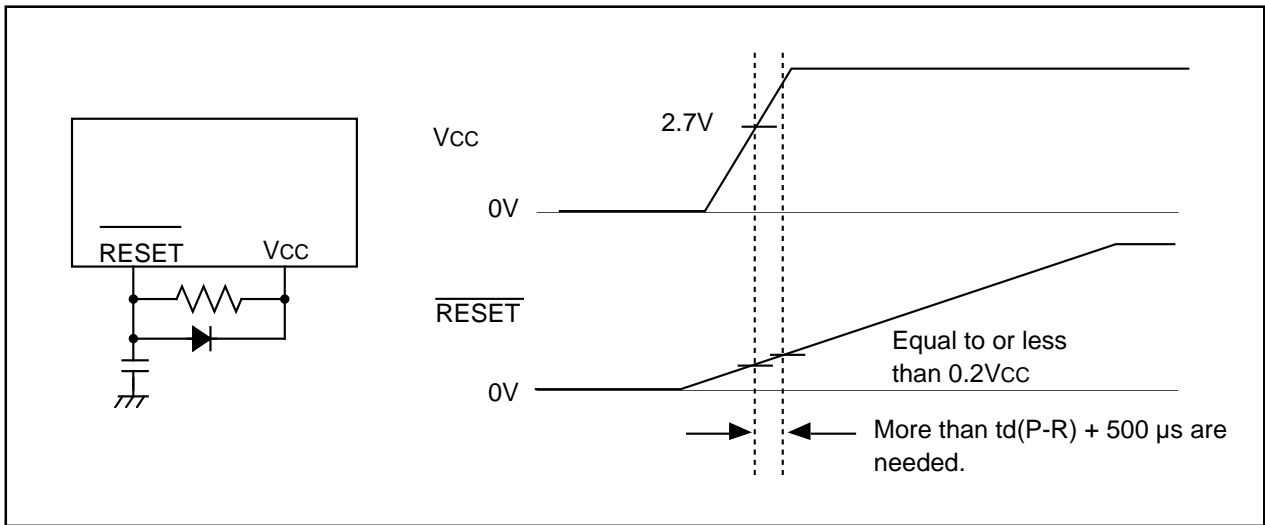 RESET
VCC
VCC
2.7V
0V
RESET
0V
Equal to or less
than 0.2VCC
More than td(P-R) + 500 µs are
needed.